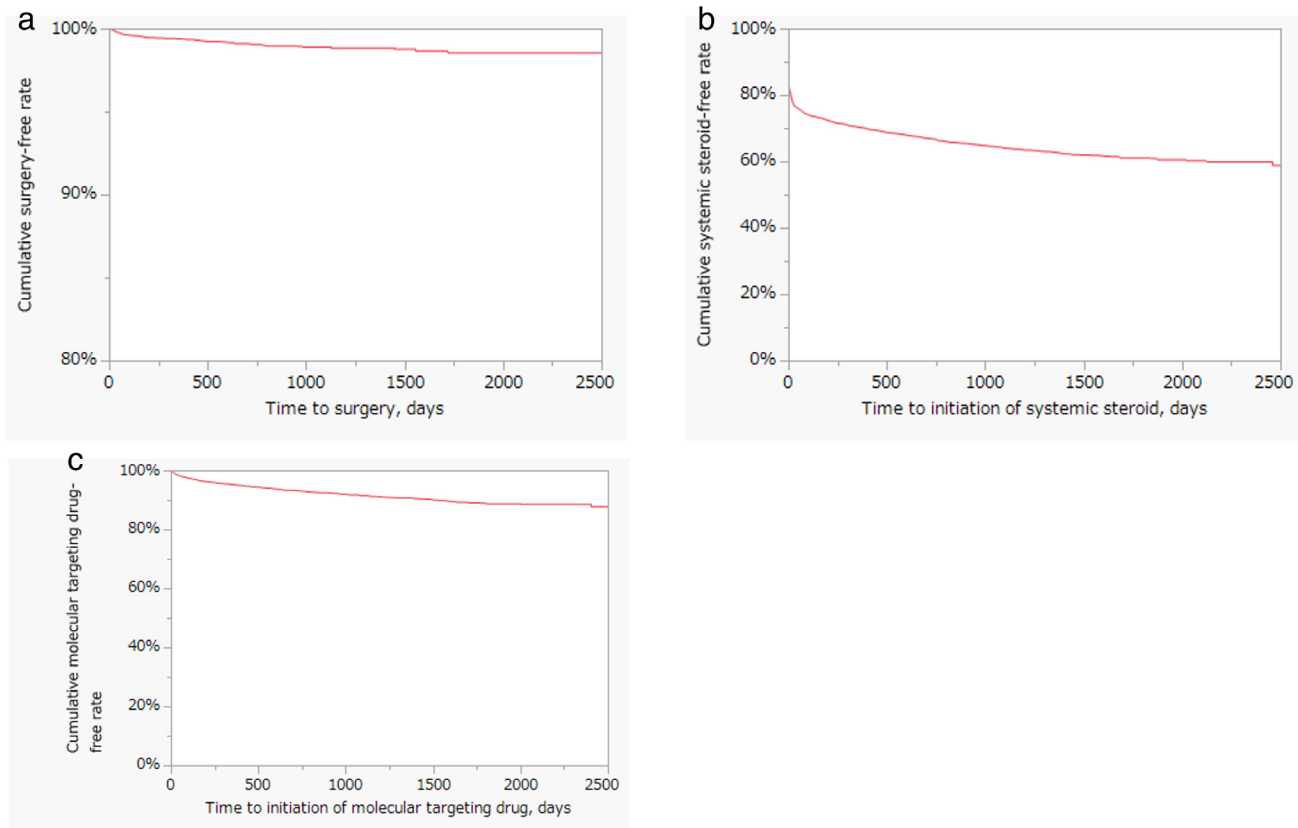 a
100%
90%
80%
Cumulative surgery-free rate
0 500 1000 1500 2000 2500
Time to surgery, days
b
100%
80%
60%
40%
20%
0%
Cumulative systemic steroid-free rate
0 500 1000 1500 2000 2500
Time to initiation of systemic steroid, days
c
100%
80%
60%
40%
20%
0%
Cumulative molecular targeting drug-
free rate
0 500 1000 1500 2000 2500
Time to initiation of molecular targeting drug, days